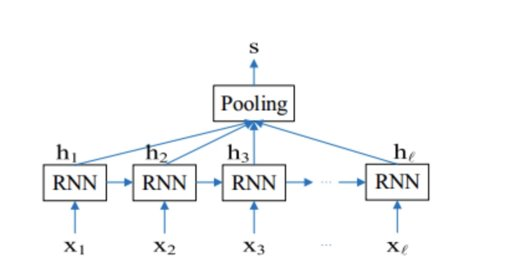 s
Pooling
h₁ h₂ h₃ hℓ
RNN RNN RNN ... RNN
x₁ x₂ x₃ ... xℓ